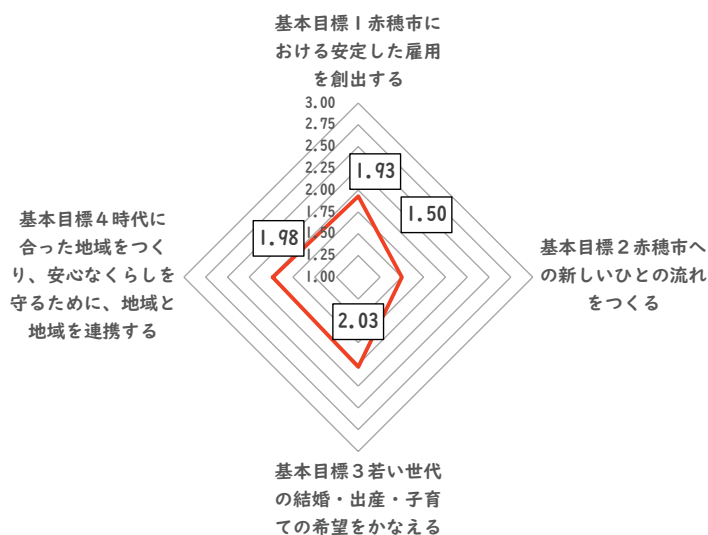 基本目標1赤穂市に
おける安定した雇用
を創出する
3.00
2.75
2.50
2.25
2.00
1.75
1.50
1.25
1.00
1.93
1.50
1.98
2.03
基本目標2赤穂市へ
の新しいひとの流れ
をつくる
基本目標3若い世代
の結婚・出産・子育
ての希望をかなえる
基本目標4時代に
合った地域をつく
り、安心なくらしを
守るために、地域と
地域を連携する